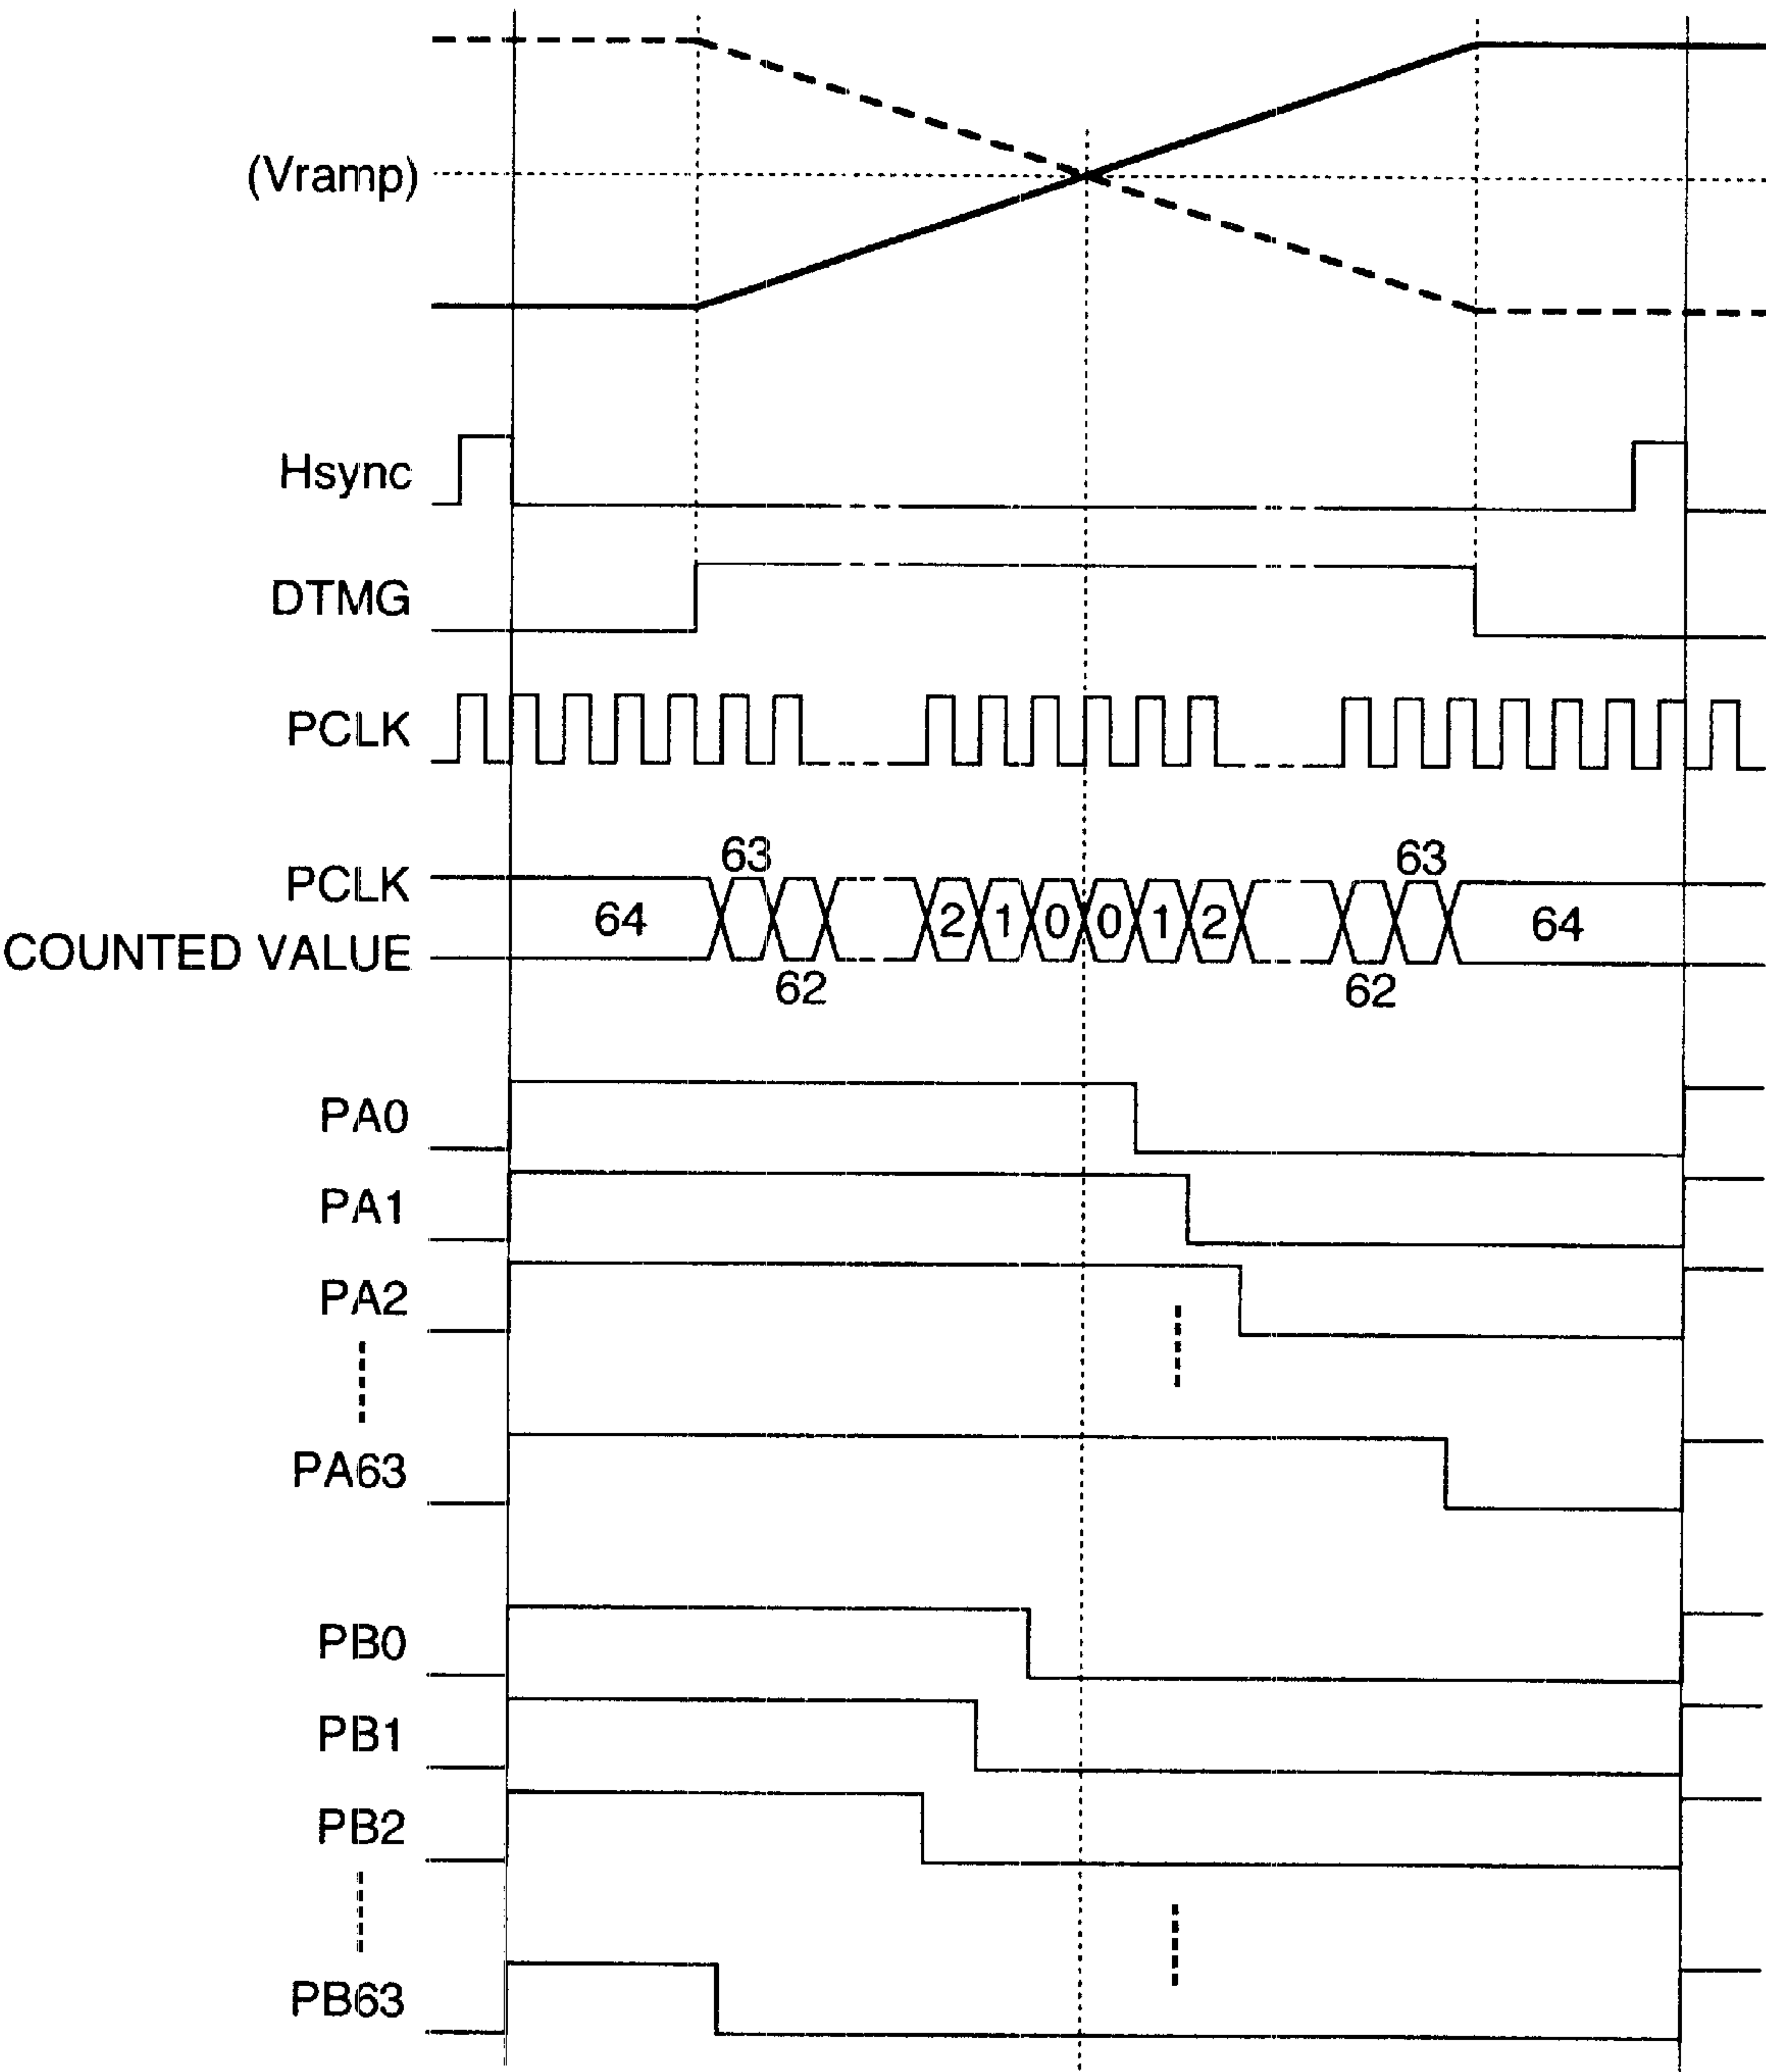 (Vramp)
Hsync
DTMG
PCLK
63 63
PCLK
64 2 1 0 0 1 2 64
COUNTED VALUE
62 62
PA0
PA1
PA2
PA63
PB0
PB1
PB2
PB63